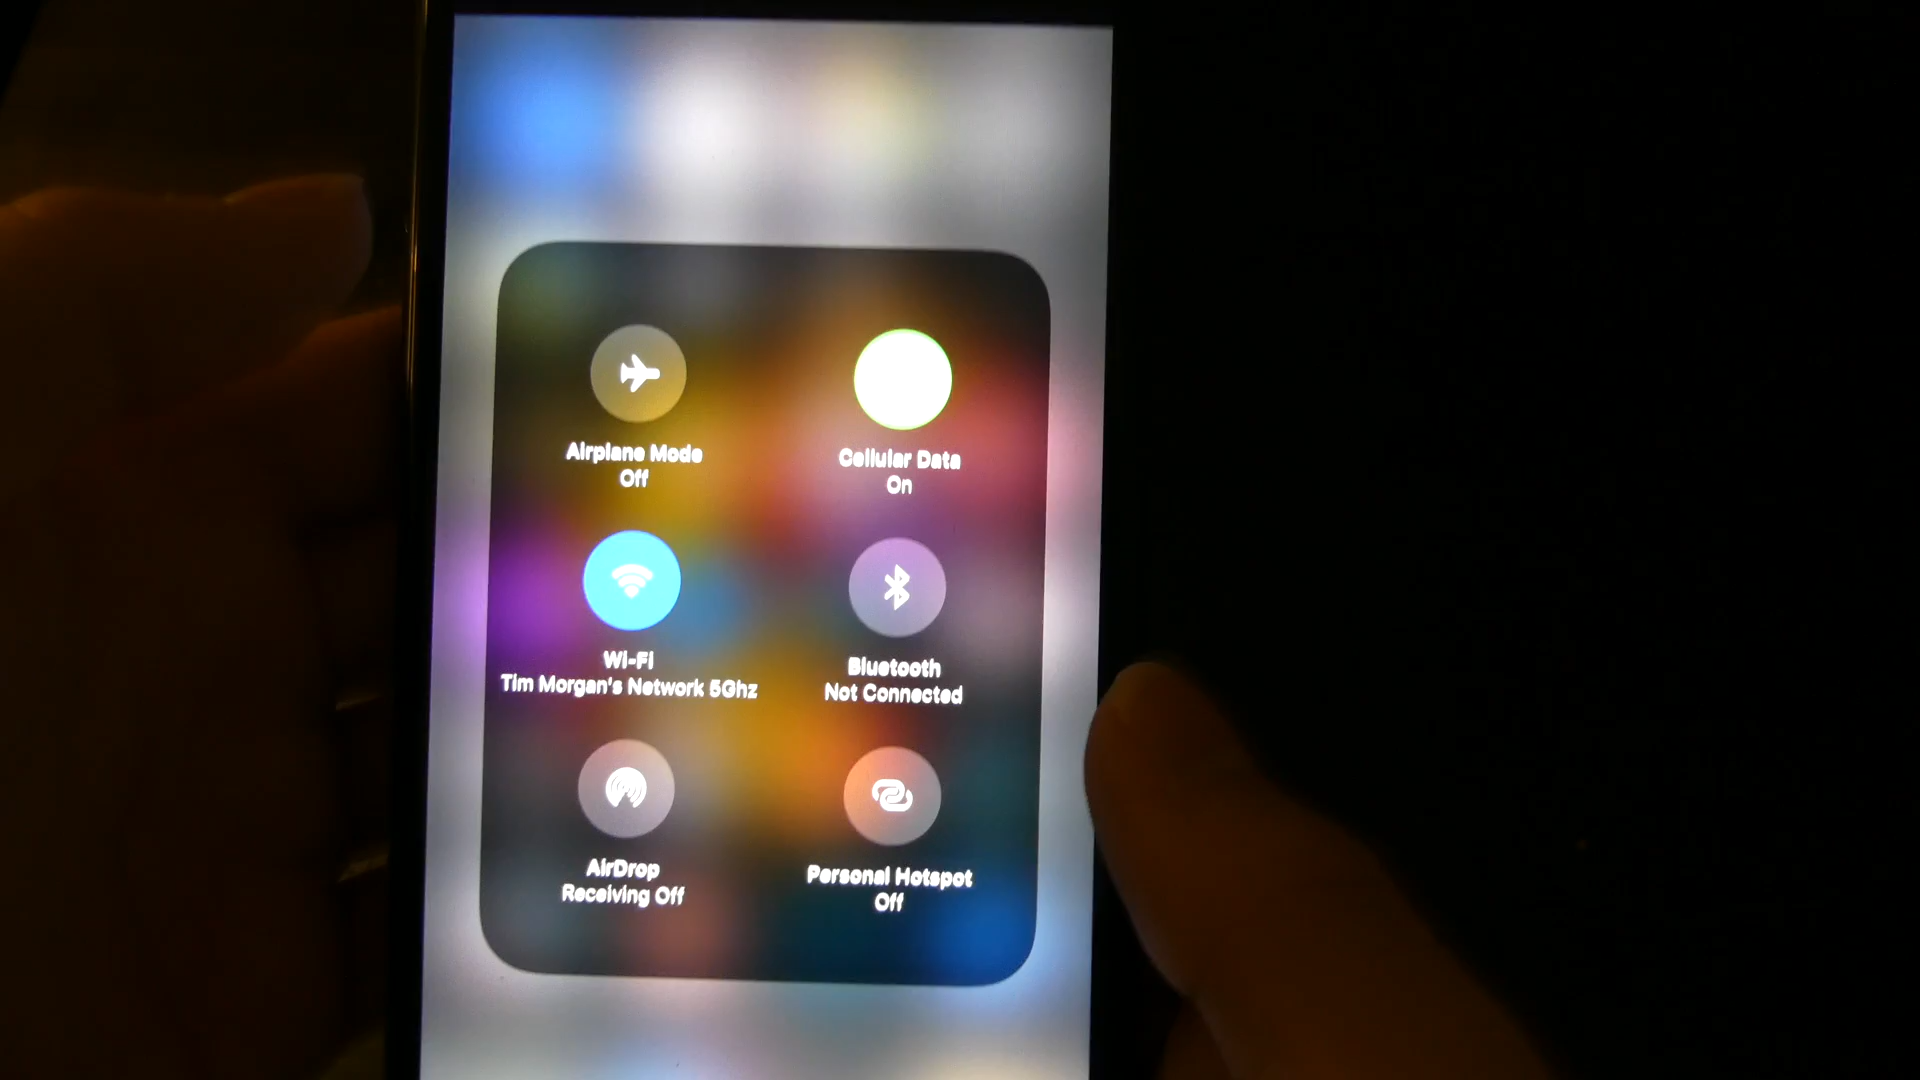 Airplane Mode
Off
Cellular Data
On
Wi-Fi
Tim Morgan's Network 5Ghz
Bluetooth
Not Connected
AirDrop
Receiving Off
Personal Hotspot
Off